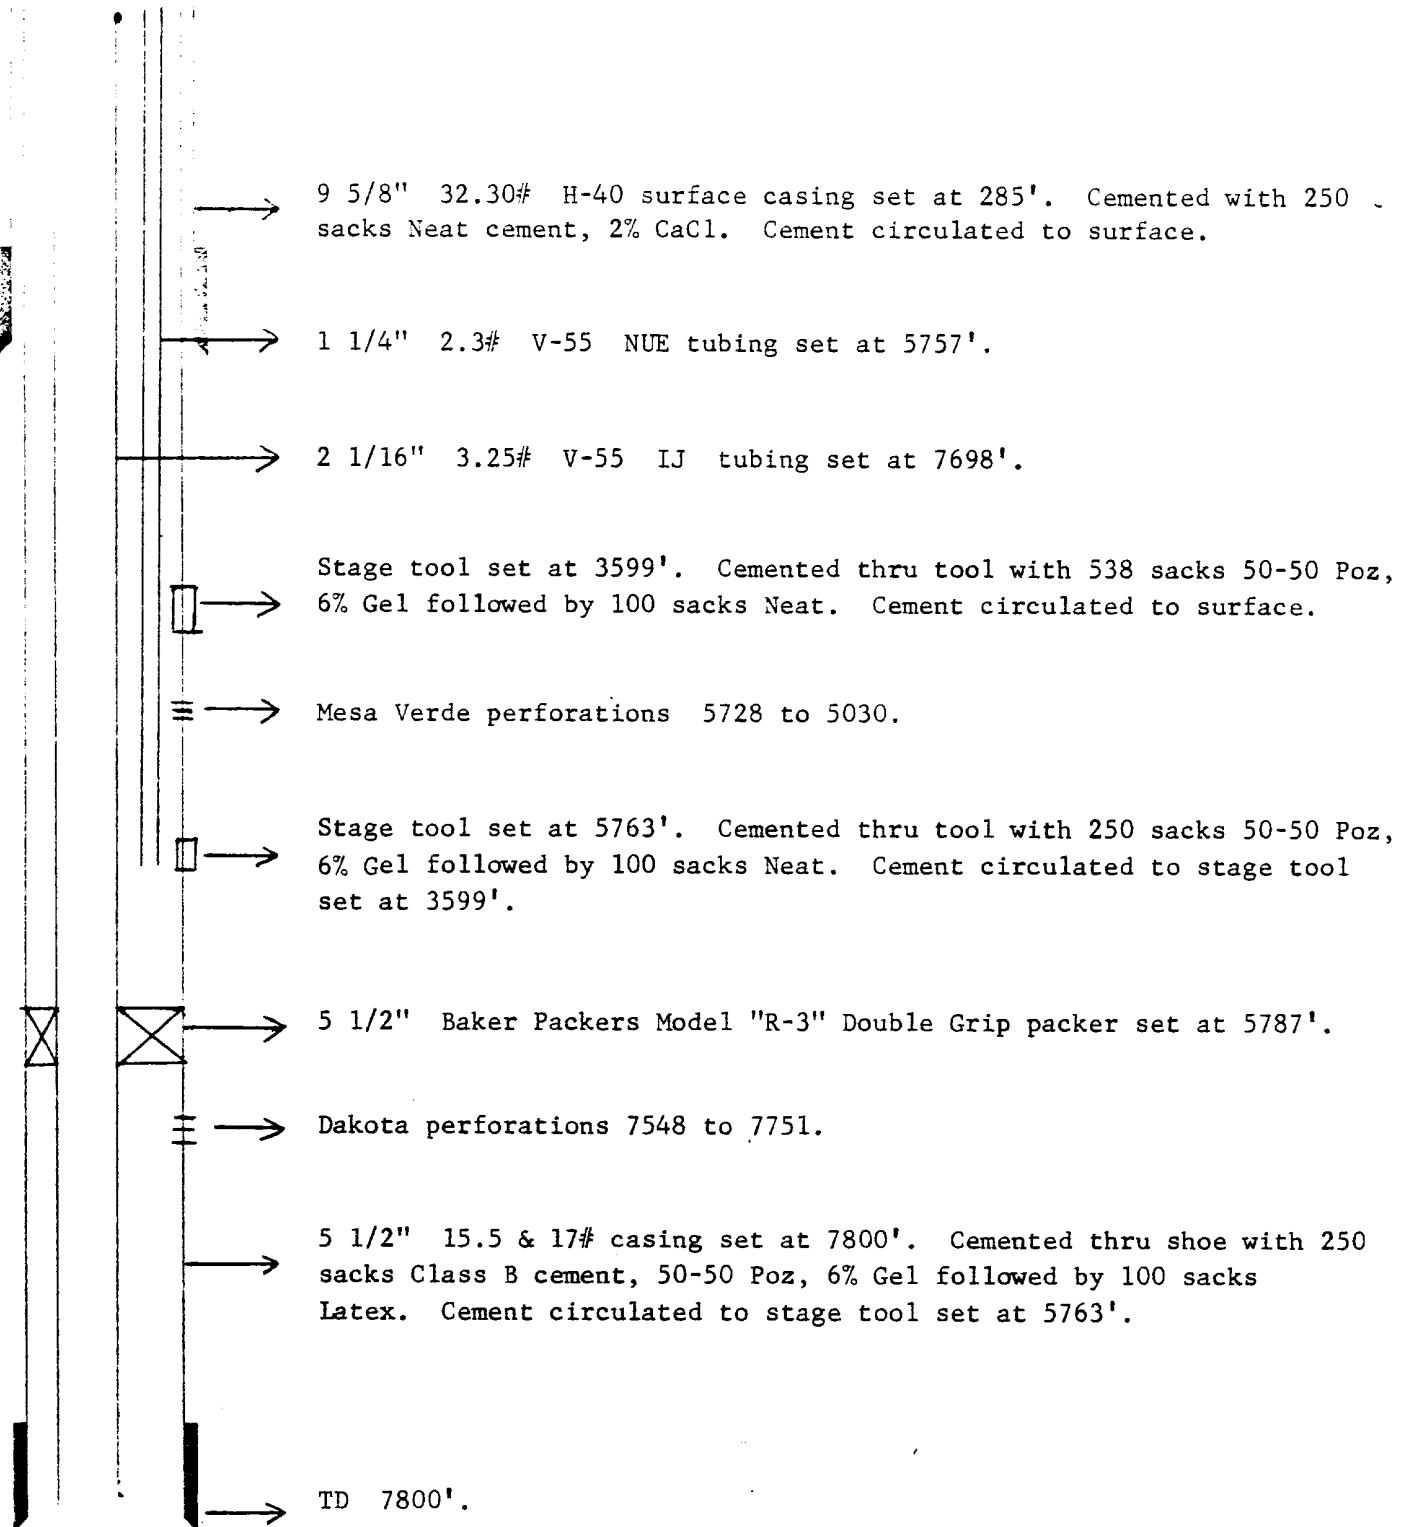 9 5/8" 32.30# H-40 surface casing set at 285'. Cemented with 250
sacks Neat cement, 2% CaCl. Cement circulated to surface.
1 1/4" 2.3# V-55 NUE tubing set at 5757'.
2 1/16" 3.25# V-55 IJ tubing set at 7698'.
Stage tool set at 3599'. Cemented thru tool with 538 sacks 50-50 Poz,
6% Gel followed by 100 sacks Neat. Cement circulated to surface.
Mesa Verde perforations 5728 to 5030.
Stage tool set at 5763'. Cemented thru tool with 250 sacks 50-50 Poz,
6% Gel followed by 100 sacks Neat. Cement circulated to stage tool
set at 3599'.
5 1/2" Baker Packers Model "R-3" Double Grip packer set at 5787'.
Dakota perforations 7548 to 7751.
5 1/2" 15.5 & 17# casing set at 7800'. Cemented thru shoe with 250
sacks Class B cement, 50-50 Poz, 6% Gel followed by 100 sacks
Latex. Cement circulated to stage tool set at 5763'.
TD 7800'.